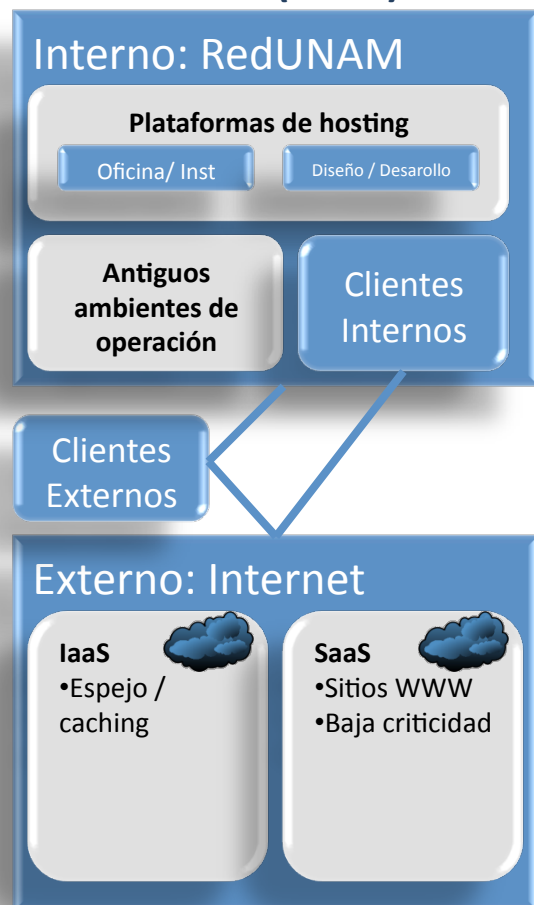 Interno: RedUNAM
Plataformas de hosting
Oficina/ Inst
Diseño / Desarollo
Antiguos
ambientes de
operación
Clientes
Internos
Clientes
Externos
Externo: Internet
IaaS
•Espejo /
caching
SaaS
•Sitios WWW
•Baja criticidad